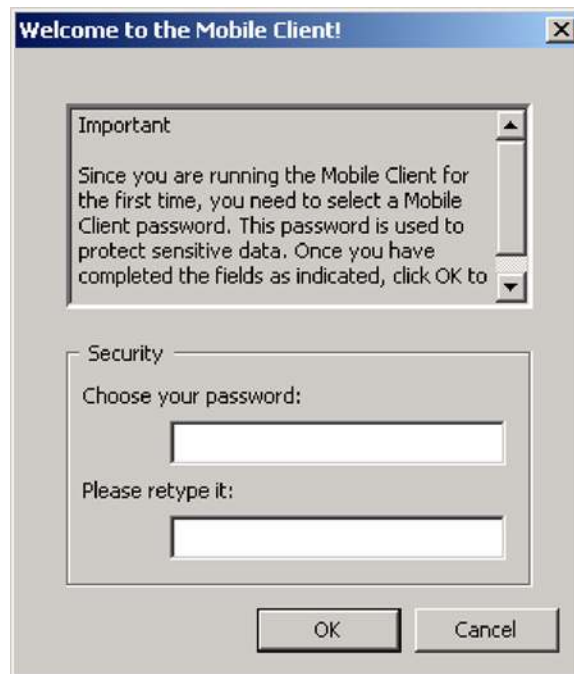 Welcome to the Mobile Client!
Important
Since you are running the Mobile Client for
the first time, you need to select a Mobile
Client password. This password is used to
protect sensitive data. Once you have
completed the fields as indicated, click OK to
Security
Choose your password:
Please retype it:
OK
Cancel